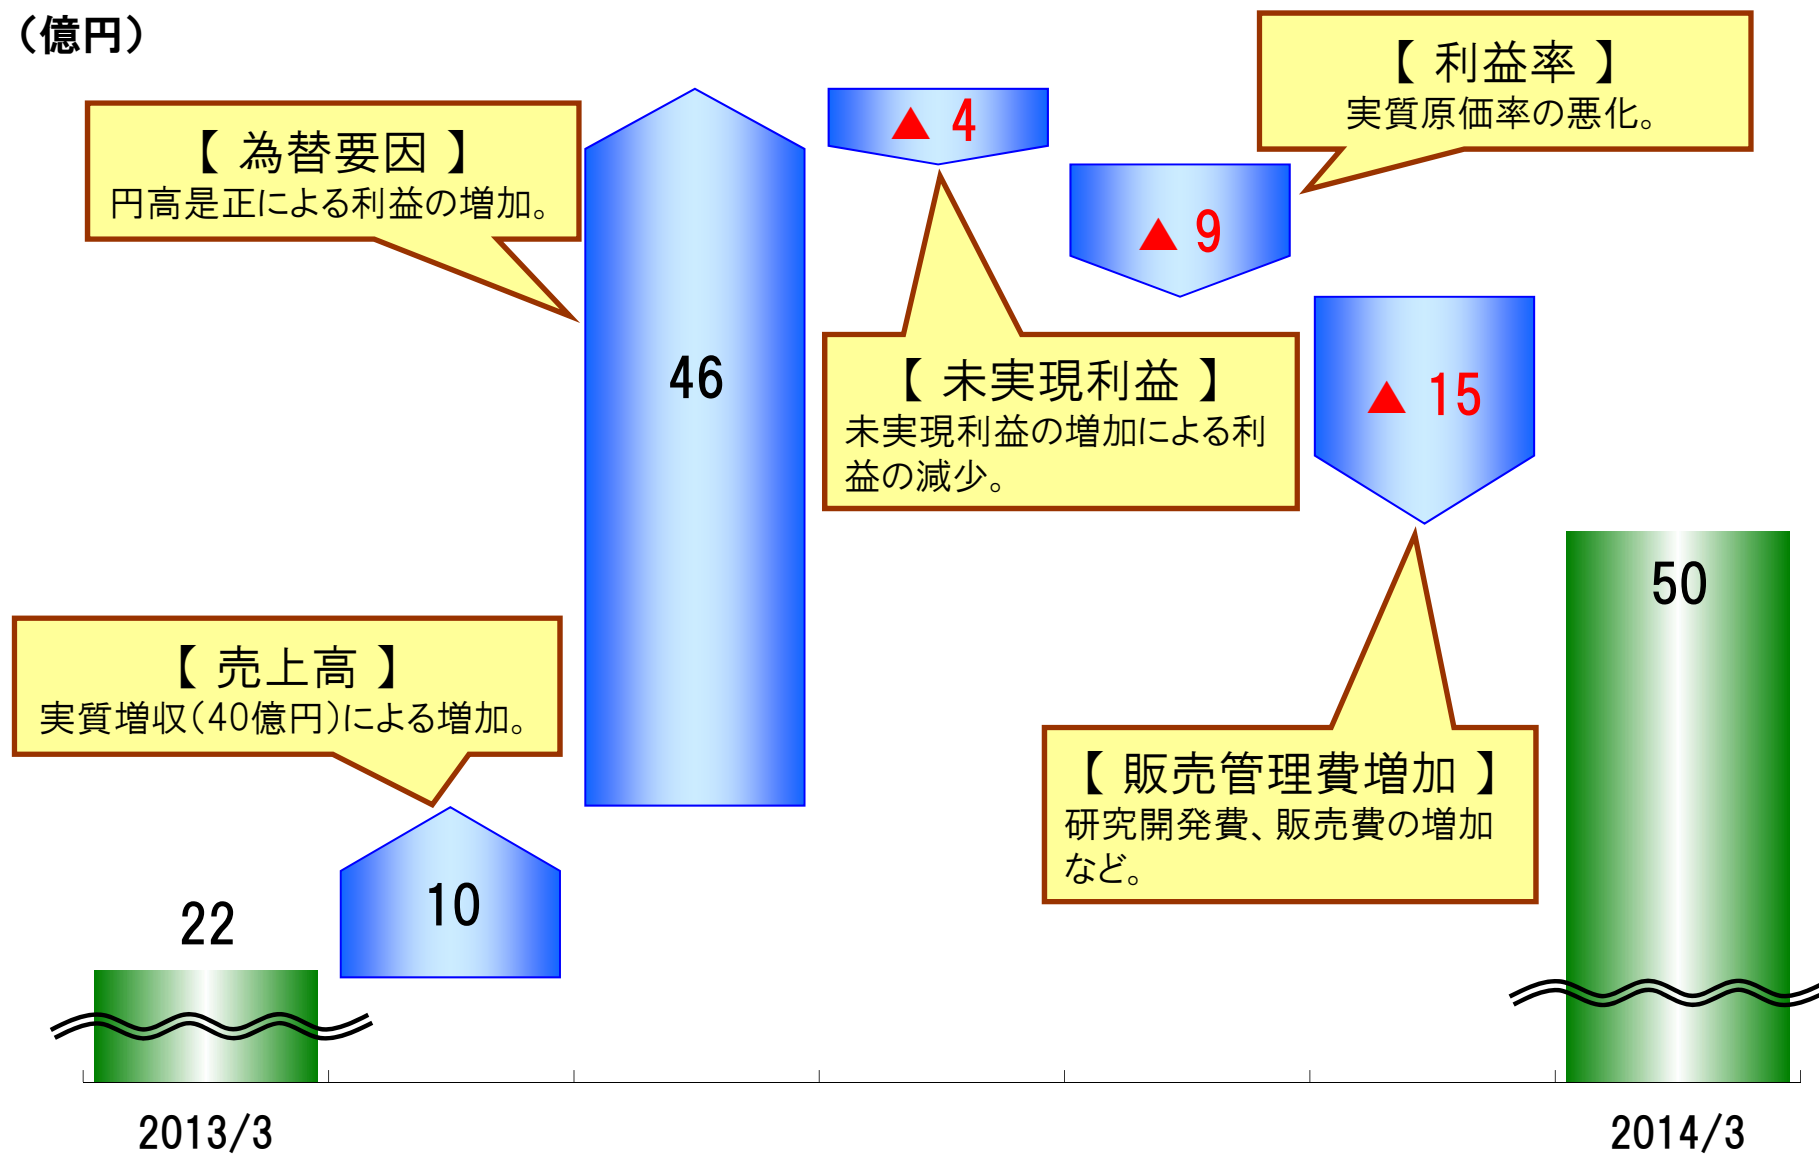 （億円）
【 利益率 】
実質原価率の悪化。
【 為替要因 】
円高是正による利益の増加。
▲ 4
▲ 9
46
【 未実現利益 】
未実現利益の増加による利
益の減少。
▲ 15
50
【 売上高 】
実質増収（40億円）による増加。
【 販売管理費増加 】
研究開発費、販売費の増加
など。
22
10
2013/3
2014/3